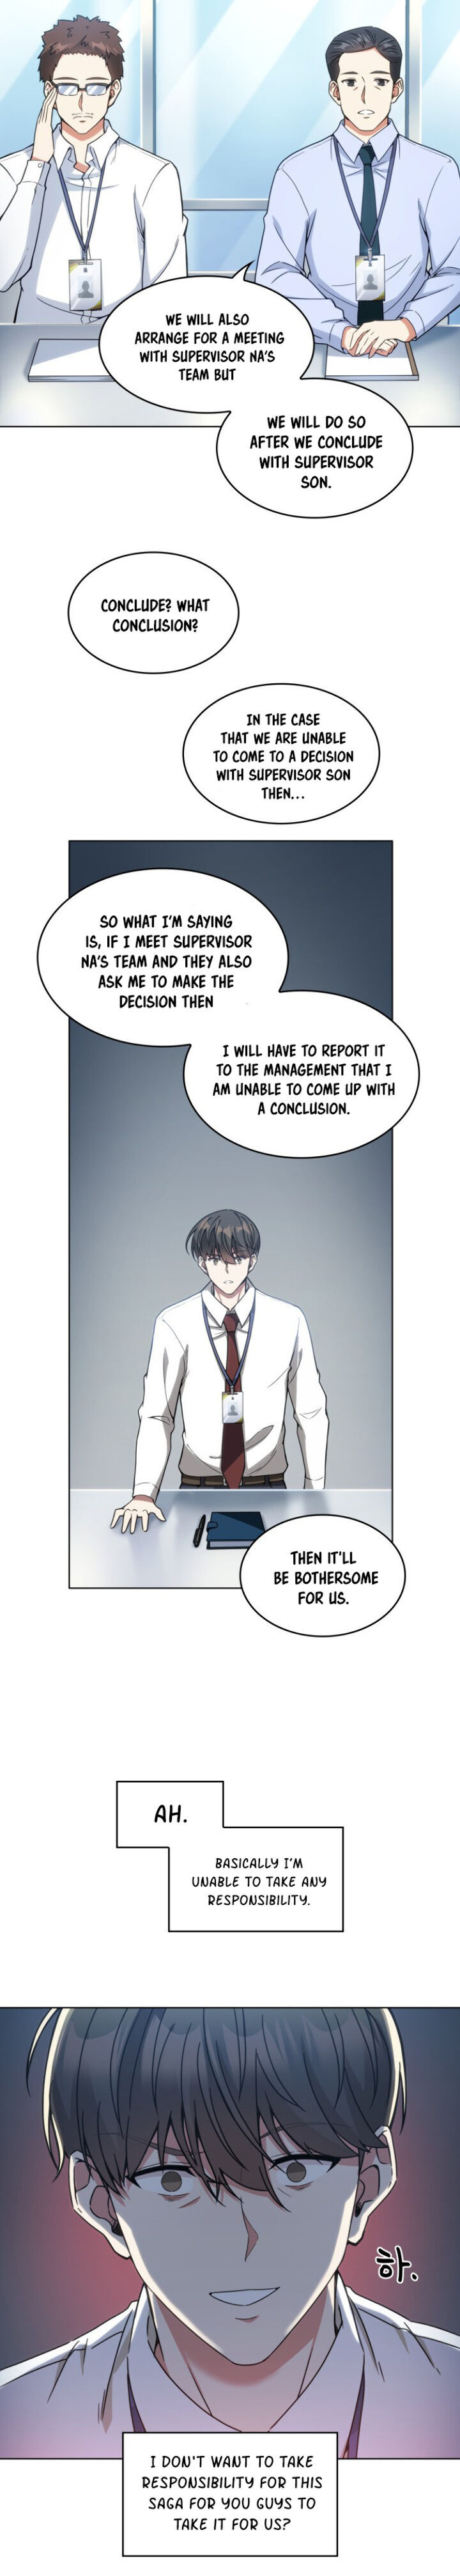 WE WILL ALSO
ARRANGE FOR A MEETING
WITH SUPERVISOR NA'S
TEAM BUT
WE WILL DO SO
AFTER WE CONCLUDE
WITH SUPERVISOR
SON.
CONCLUDE? WHAT
CONCLUSION?
IN THE CASE
THAT WE ARE UNABLE
TO COME TO A DECISION
WITH SUPERVISOR SON
THEN...
SO WHAT I'M SAYING
IS, IF I MEET SUPERVISOR
NA'S TEAM AND THEY ALSO
ASK ME TO MAKE THE
DECISION THEN
I WILL HAVE TO REPORT IT
TO THE MANAGEMENT THAT I
AM UNABLE TO COME UP WITH
A CONCLUSION.
THEN IT'LL
BE BOTHERSOME
FOR US.
AH.
BASICALLY I'M
UNABLE TO TAKE ANY
RESPONSIBILITY.
하.
I DON'T WANT TO TAKE
RESPONSIBILITY FOR THIS
SAGA FOR YOU GUYS TO
TAKE IT FOR US?